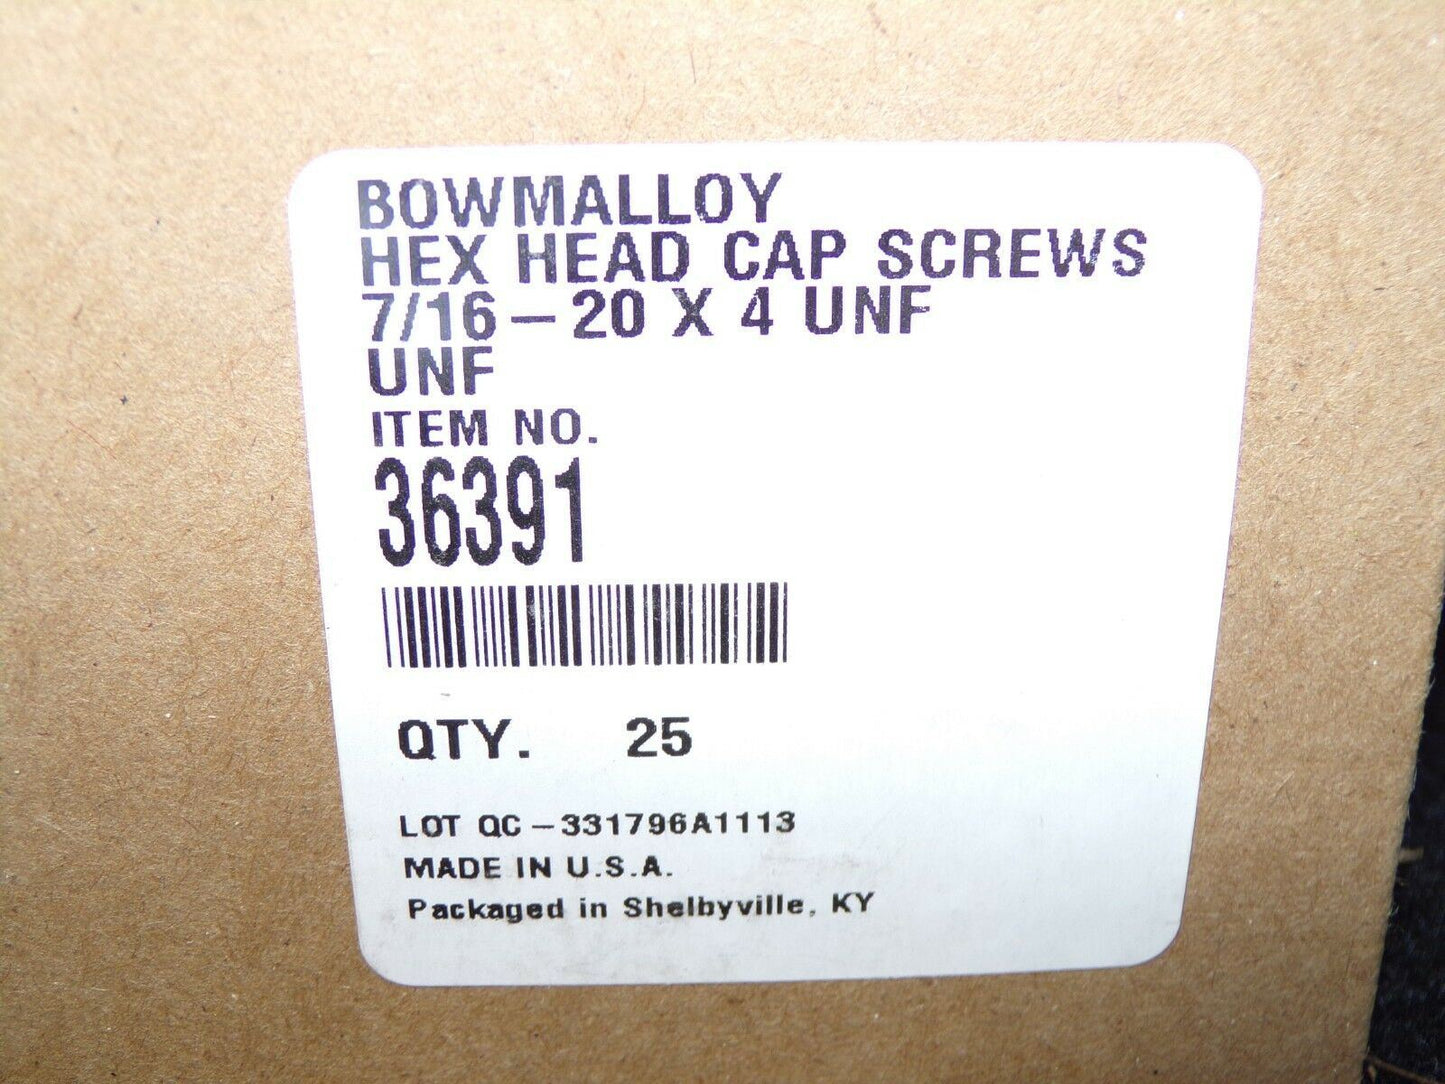 BOWMALLOY
HEX HEAD CAP SCREWS
7/16-20 X 4 UNF
UNF
ITEM NO.
36391
QTY. 25
LOT QC-331796A1113
MADE IN U.S.A.
Packaged in Shelbyville, KY